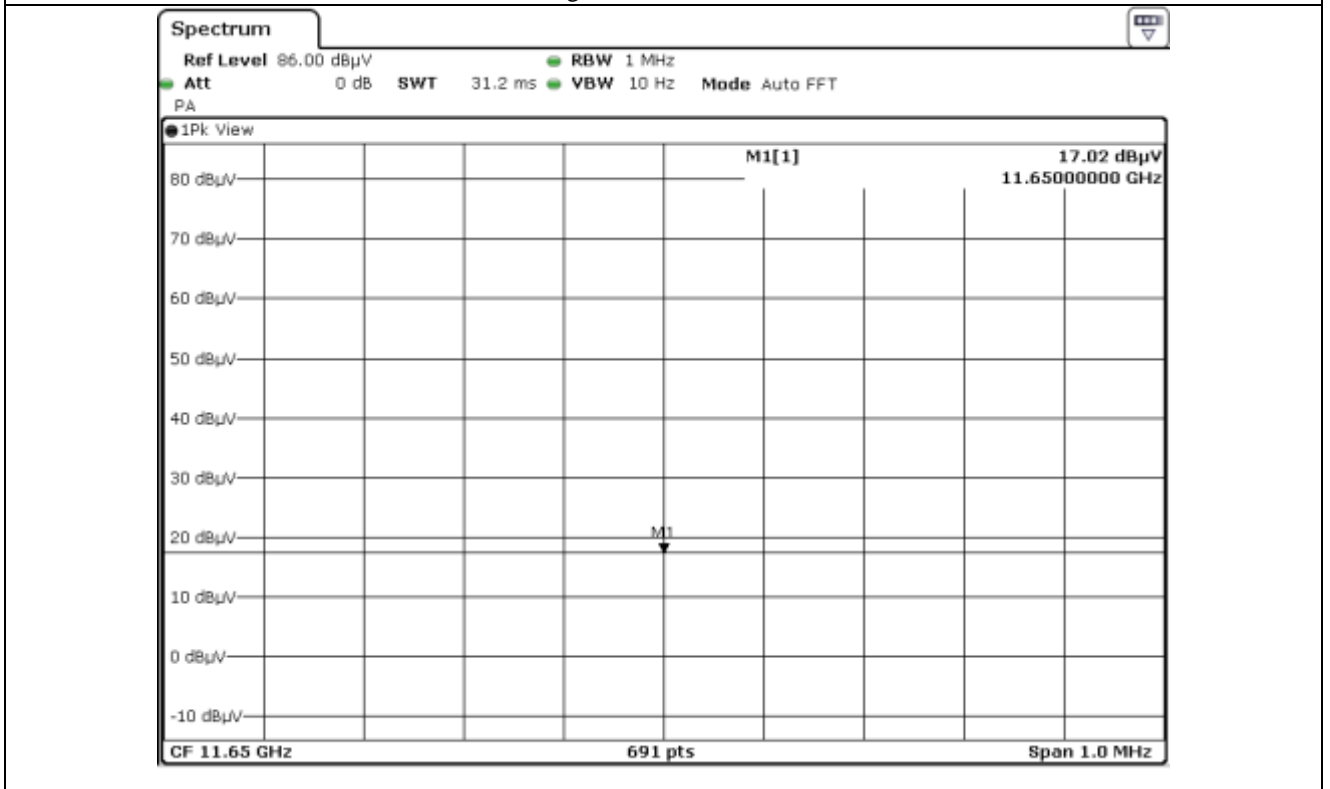 Spectrum
Ref Level 86.00 dBµV RBW 1 MHz
Att 0 dB SWT 31.2 ms VBW 10 Hz Mode Auto FFT
PA
1Pk View
M1[1] 17.02 dBµV
11.65000000 GHz
80 dBµV
70 dBµV
60 dBµV
50 dBµV
40 dBµV
30 dBµV
M1
20 dBµV
10 dBµV
0 dBµV
-10 dBµV
CF 11.65 GHz 691 pts Span 1.0 MHz